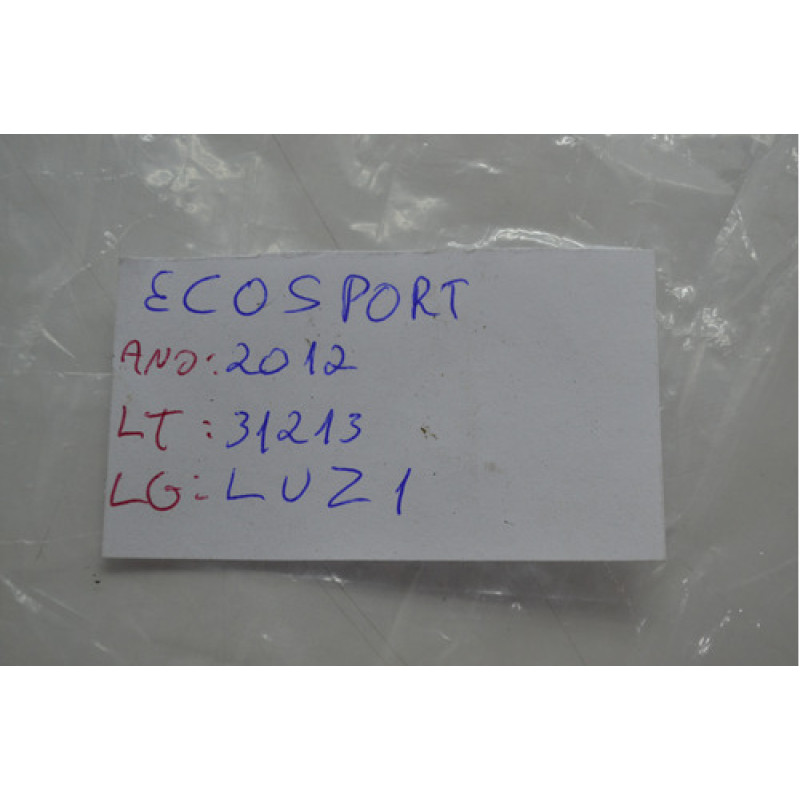 ECOSPORT
ANO: 2012
LT: 31213
LG: LUZ1